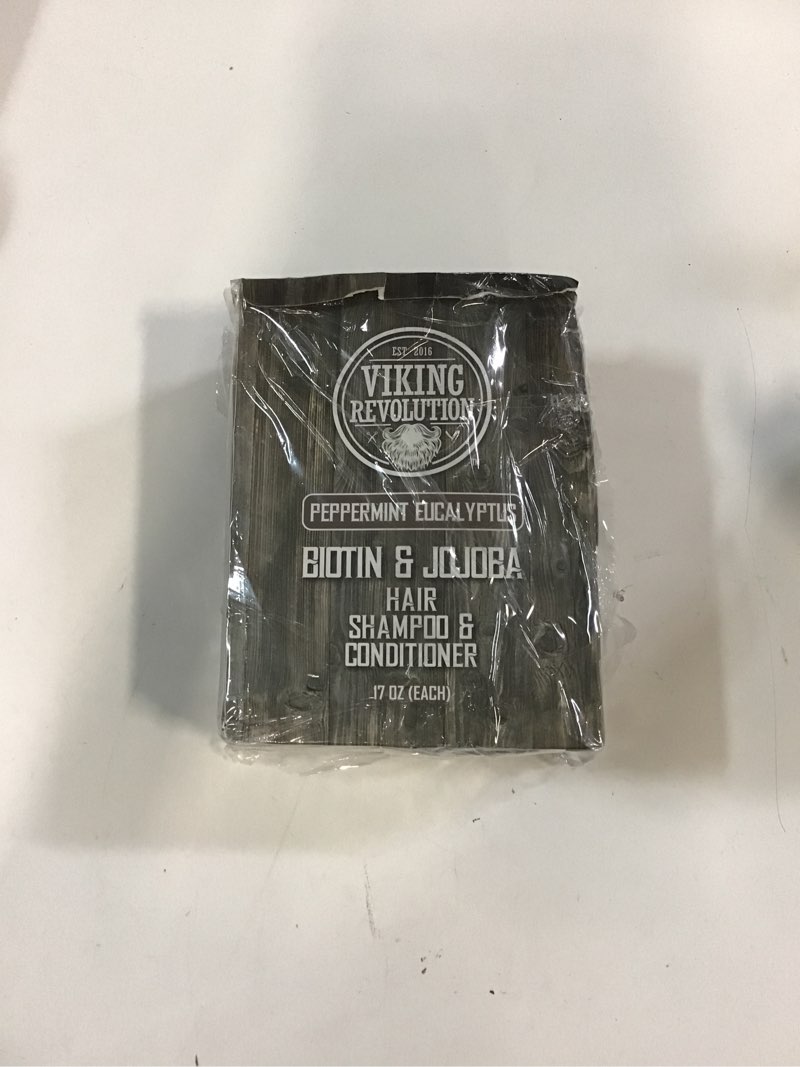 EST 2016
VIKING
REVOLUTION
PEPPERMINT EUCALYPTUS
BIOTIN & JOJOBA
HAIR
SHAMPOO &
CONDITIONER
17 OZ (EACH)